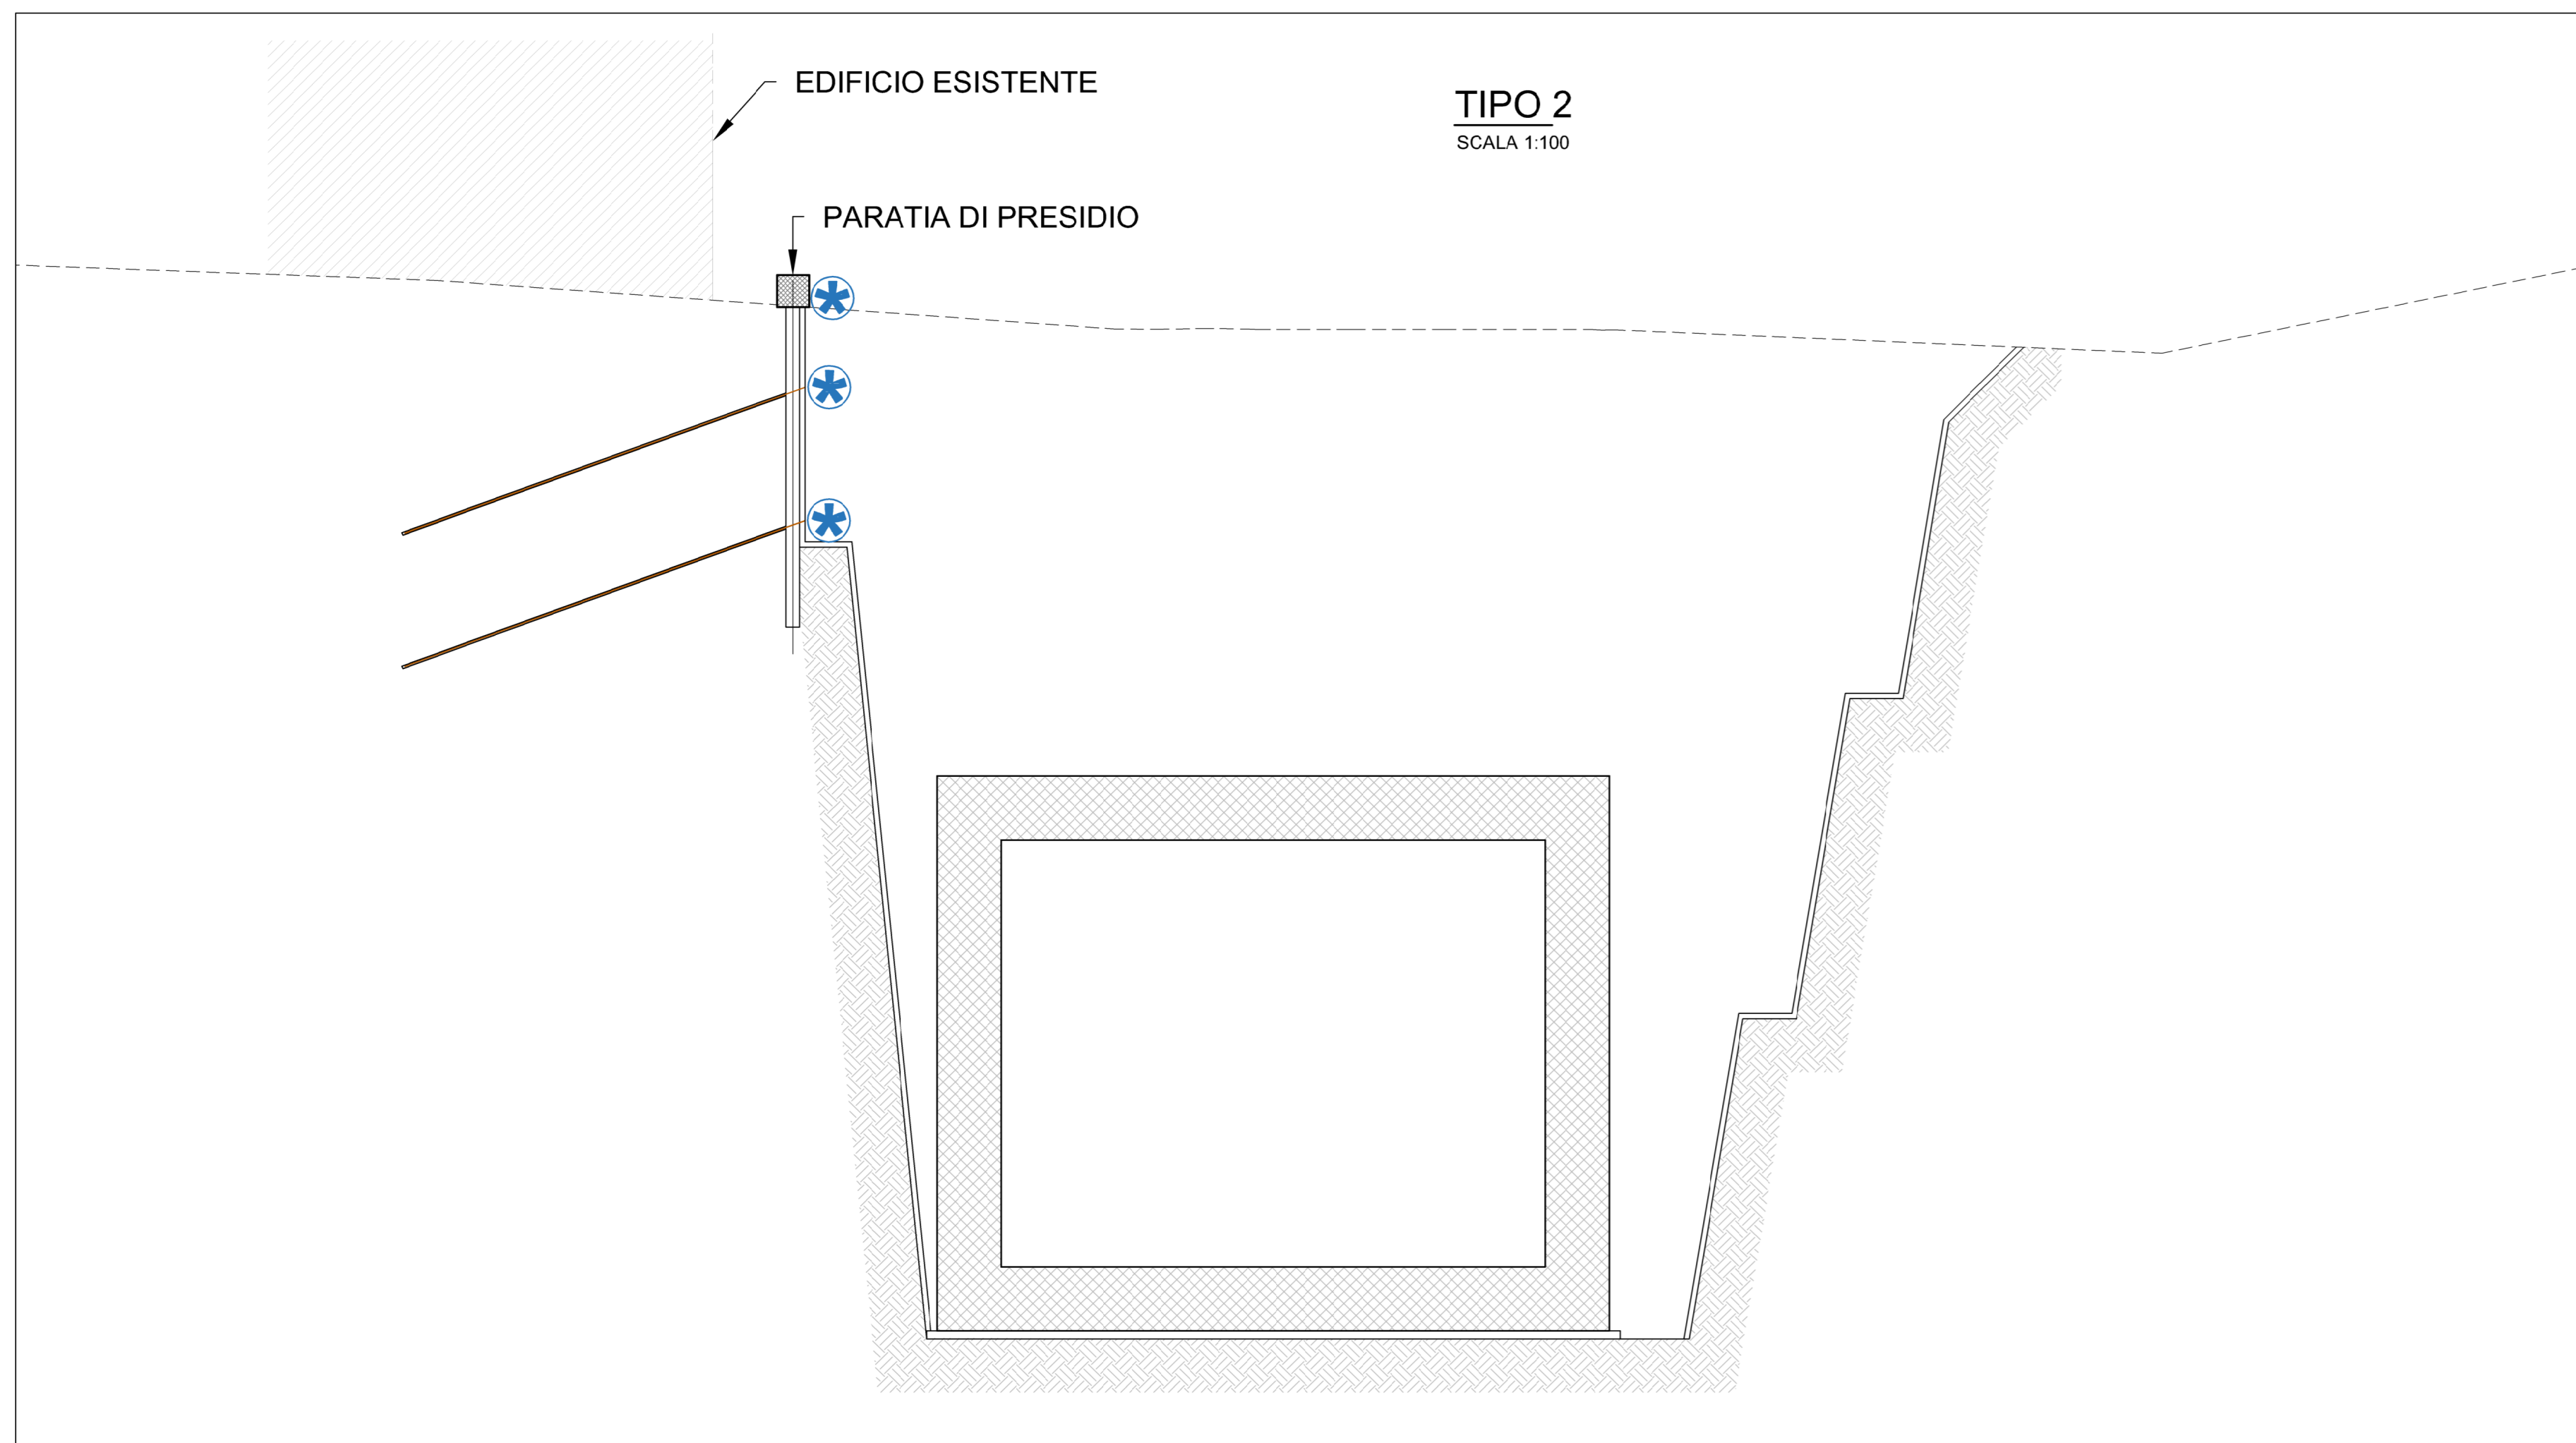 EDIFICIO ESISTENTE
TIPO 2
SCALA 1:100
PARATIA DI PRESIDIO